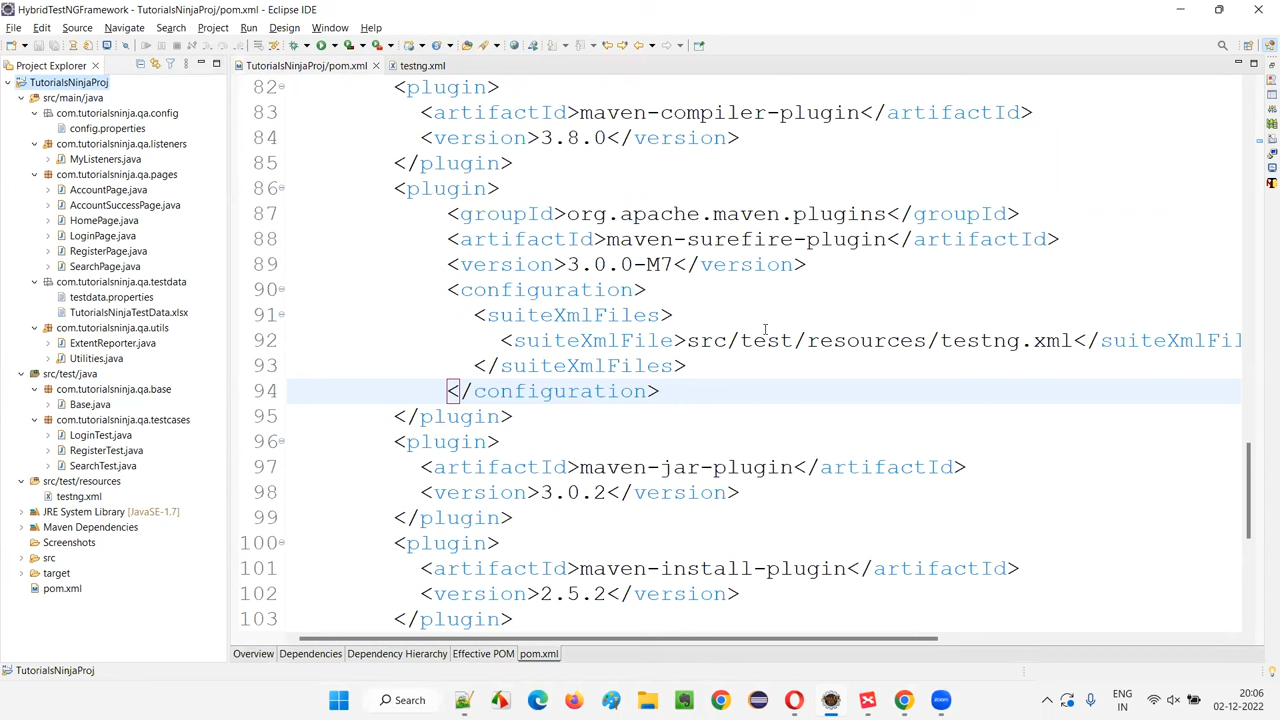 HybridTestNGFramework - TutorialsNinjaProj/pom.xml - Eclipse IDE
File Edit Source Navigate Search Project Run Design Window Help
Project Explorer
TutorialsNinjaProj/pom.xml
testng.xml
TutorialsNinjaProj
src/main/java
com.tutorialsninja.qa.config
config.properties
com.tutorialsninja.qa.listeners
MyListeners.java
com.tutorialsninja.qa.pages
AccountPage.java
AccountSuccessPage.java
HomePage.java
LoginPage.java
RegisterPage.java
SearchPage.java
com.tutorialsninja.qa.testdata
testdata.properties
TutorialsNinjaTestData.xlsx
com.tutorialsninja.qa.utils
ExtentReporter.java
Utilities.java
src/test/java
com.tutorialsninja.qa.base
Base.java
com.tutorialsninja.qa.testcases
LoginTest.java
RegisterTest.java
SearchTest.java
src/test/resources
testng.xml
JRE System Library [JavaSE-1.7]
Maven Dependencies
Screenshots
src
target
pom.xml
82 <plugin>
83 <artifactId>maven-compiler-plugin</artifactId>
84 <version>3.8.0</version>
85 </plugin>
86 <plugin>
87 <groupId>org.apache.maven.plugins</groupId>
88 <artifactId>maven-surefire-plugin</artifactId>
89 <version>3.0.0-M7</version>
90 <configuration>
91 <suiteXmlFiles>
92 <suiteXmlFile>src/test/resources/testng.xml</suiteXmlFil
93 </suiteXmlFiles>
94 </configuration>
95 </plugin>
96 <plugin>
97 <artifactId>maven-jar-plugin</artifactId>
98 <version>3.0.2</version>
99 </plugin>
100 <plugin>
101 <artifactId>maven-install-plugin</artifactId>
102 <version>2.5.2</version>
103 </plugin>
Overview Dependencies Dependency Hierarchy Effective POM pom.xml
TutorialsNinjaProj
Search
ENG
IN
20:06
02-12-2022